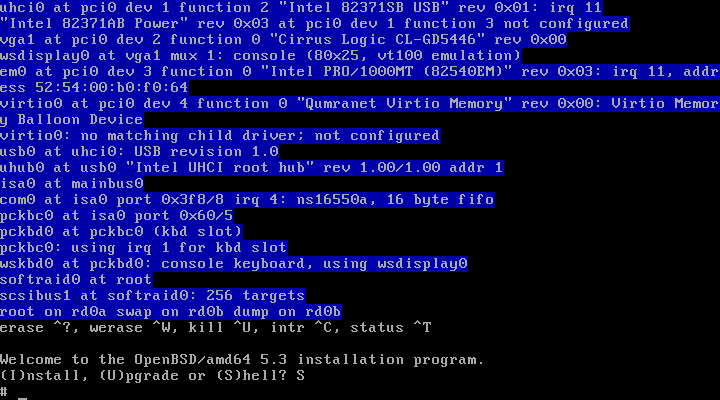 uhci0 at pci0 dev 1 function 2 "Intel 82371SB USB" rev 0x01: irq 11
"Intel 82371AB Power" rev 0x03 at pci0 dev 1 function 3 not configured
vga1 at pci0 dev 2 function 0 "Cirrus Logic CL-GD5446" rev 0x00
wsdisplay0 at vga1 mux 1: console (80x25, vt100 emulation)
em0 at pci0 dev 3 function 0 "Intel PRO/1000MT (82540EM)" rev 0x03: irq 11, addr
ess 52:54:00:b0:f0:64
virtio0 at pci0 dev 4 function 0 "Qumranet Virtio Memory" rev 0x00: Virtio Memor
y Balloon Device
virtio0: no matching child driver; not configured
usb0 at uhci0: USB revision 1.0
uhub0 at usb0 "Intel UHCI root hub" rev 1.00/1.00 addr 1
isa0 at mainbus0
com0 at isa0 port 0x3f8/8 irq 4: ns16550a, 16 byte fifo
pckbc0 at isa0 port 0x60/5
pckbd0 at pckbc0 (kbd slot)
pckbc0: using irq 1 for kbd slot
wskbd0 at pckbd0: console keyboard, using wsdisplay0
softraid0 at root
scsibus1 at softraid0: 256 targets
root on rd0a swap on rd0b dump on rd0b
erase ^?, werase ^W, kill ^U, intr ^C, status ^T

Welcome to the OpenBSD/amd64 5.3 installation program.
(I)nstall, (U)pgrade or (S)hell? S
# _